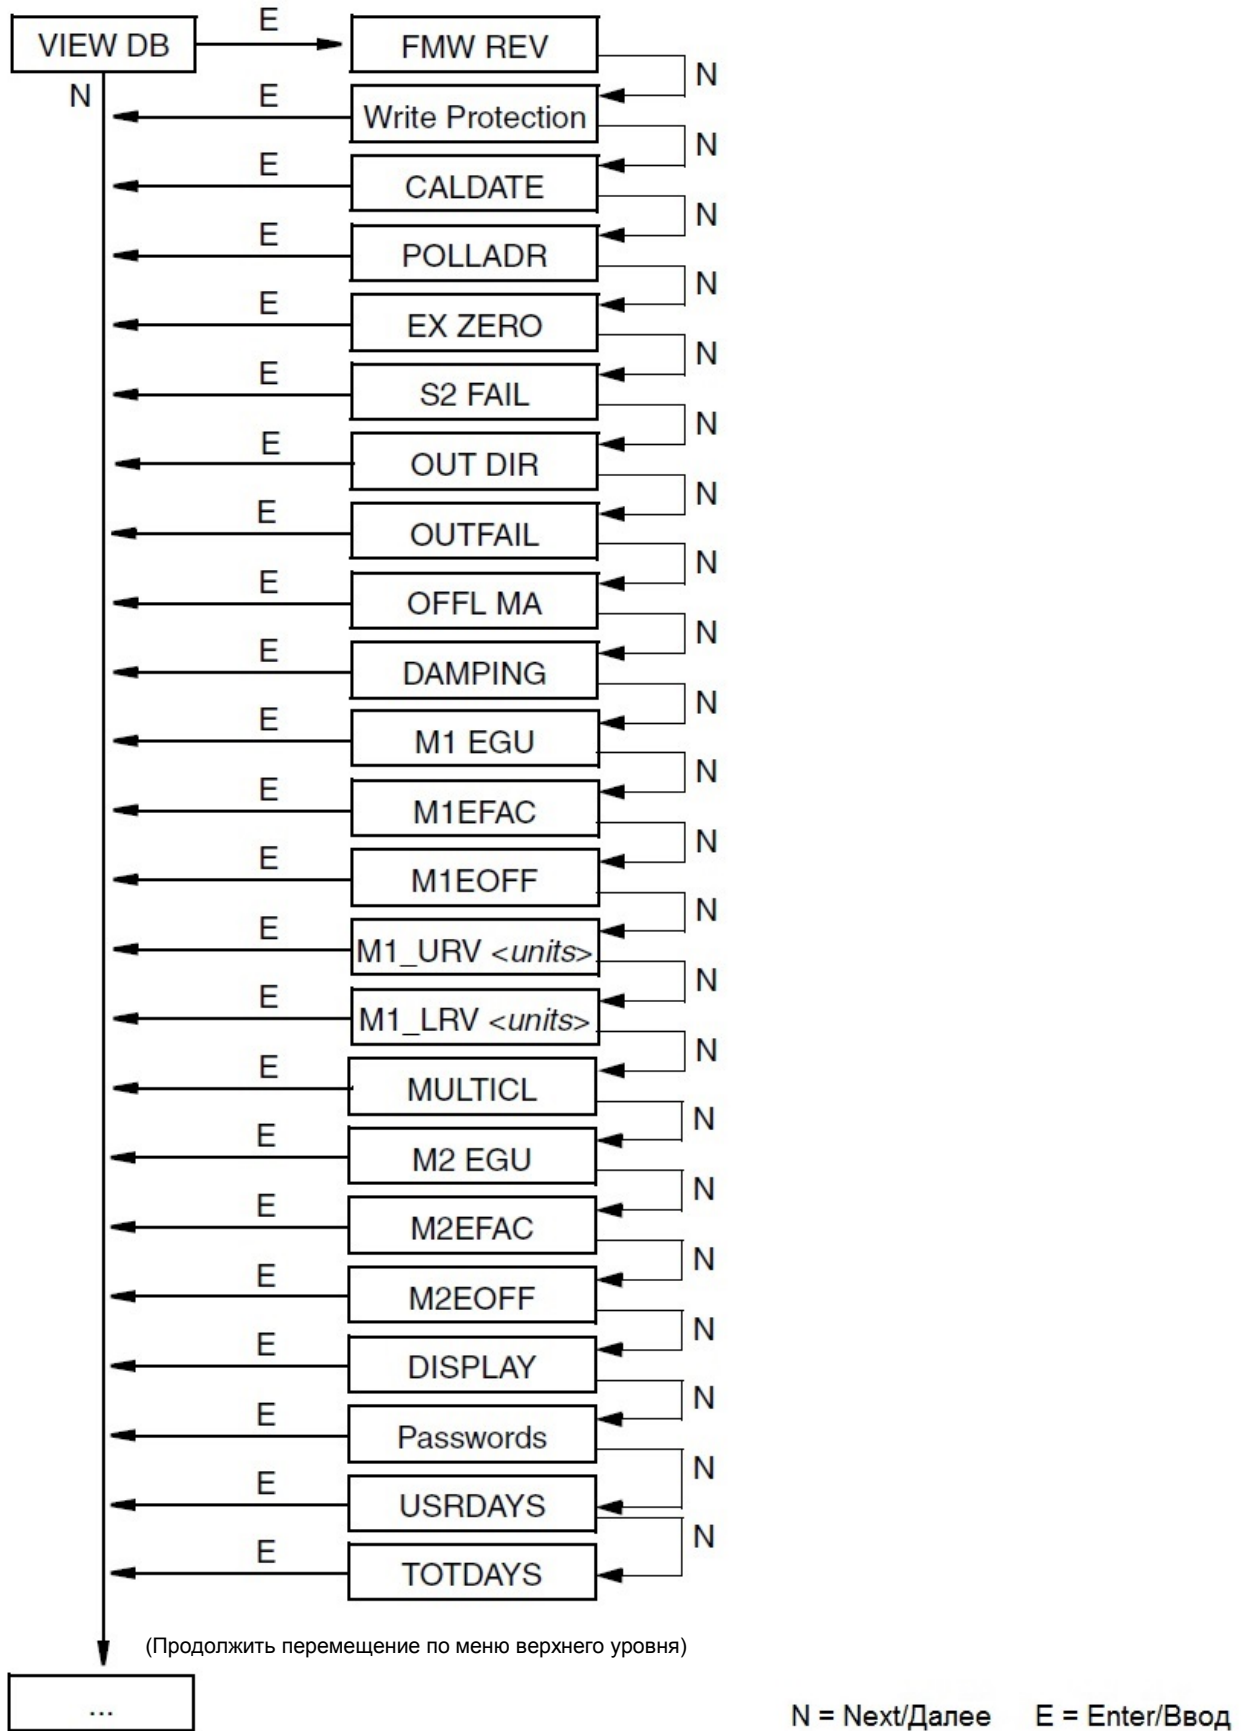 VIEW DB
E
FMW REV
N
N
E
Write Protection
N
E
CALDATE
N
E
POLLADR
N
E
EX ZERO
N
E
S2 FAIL
N
E
OUT DIR
N
E
OUTFAIL
N
E
OFFL MA
N
E
DAMPING
N
E
M1 EGU
N
E
M1EFAC
N
E
M1EOFF
N
E
M1_URV <units>
N
E
M1_LRV <units>
N
E
MULTICL
N
E
M2 EGU
N
E
M2EFAC
N
E
M2EOFF
N
E
DISPLAY
N
E
Passwords
N
E
USRDAYS
N
E
TOTDAYS
(Продолжить перемещение по меню верхнего уровня)
...
N = Next/Далее E = Enter/Ввод